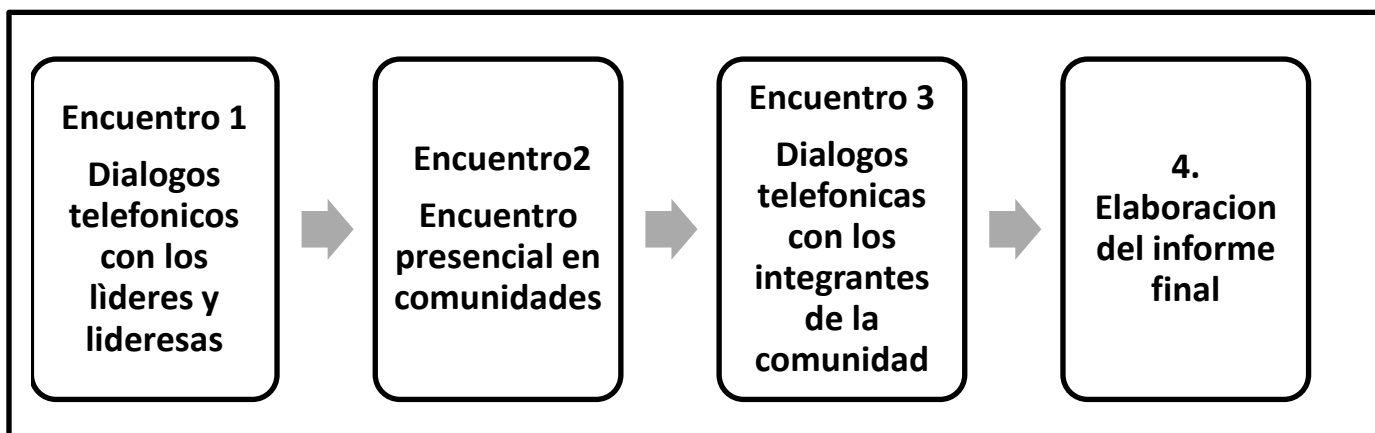 Encuentro 1
Dialogos
telefonicos
con los
lìderes y
lideresas
Encuentro2
Encuentro
presencial en
comunidades
Encuentro 3
Dialogos
telefonicas
con los
integrantes
de la
comunidad
4.
Elaboracion
del informe
final